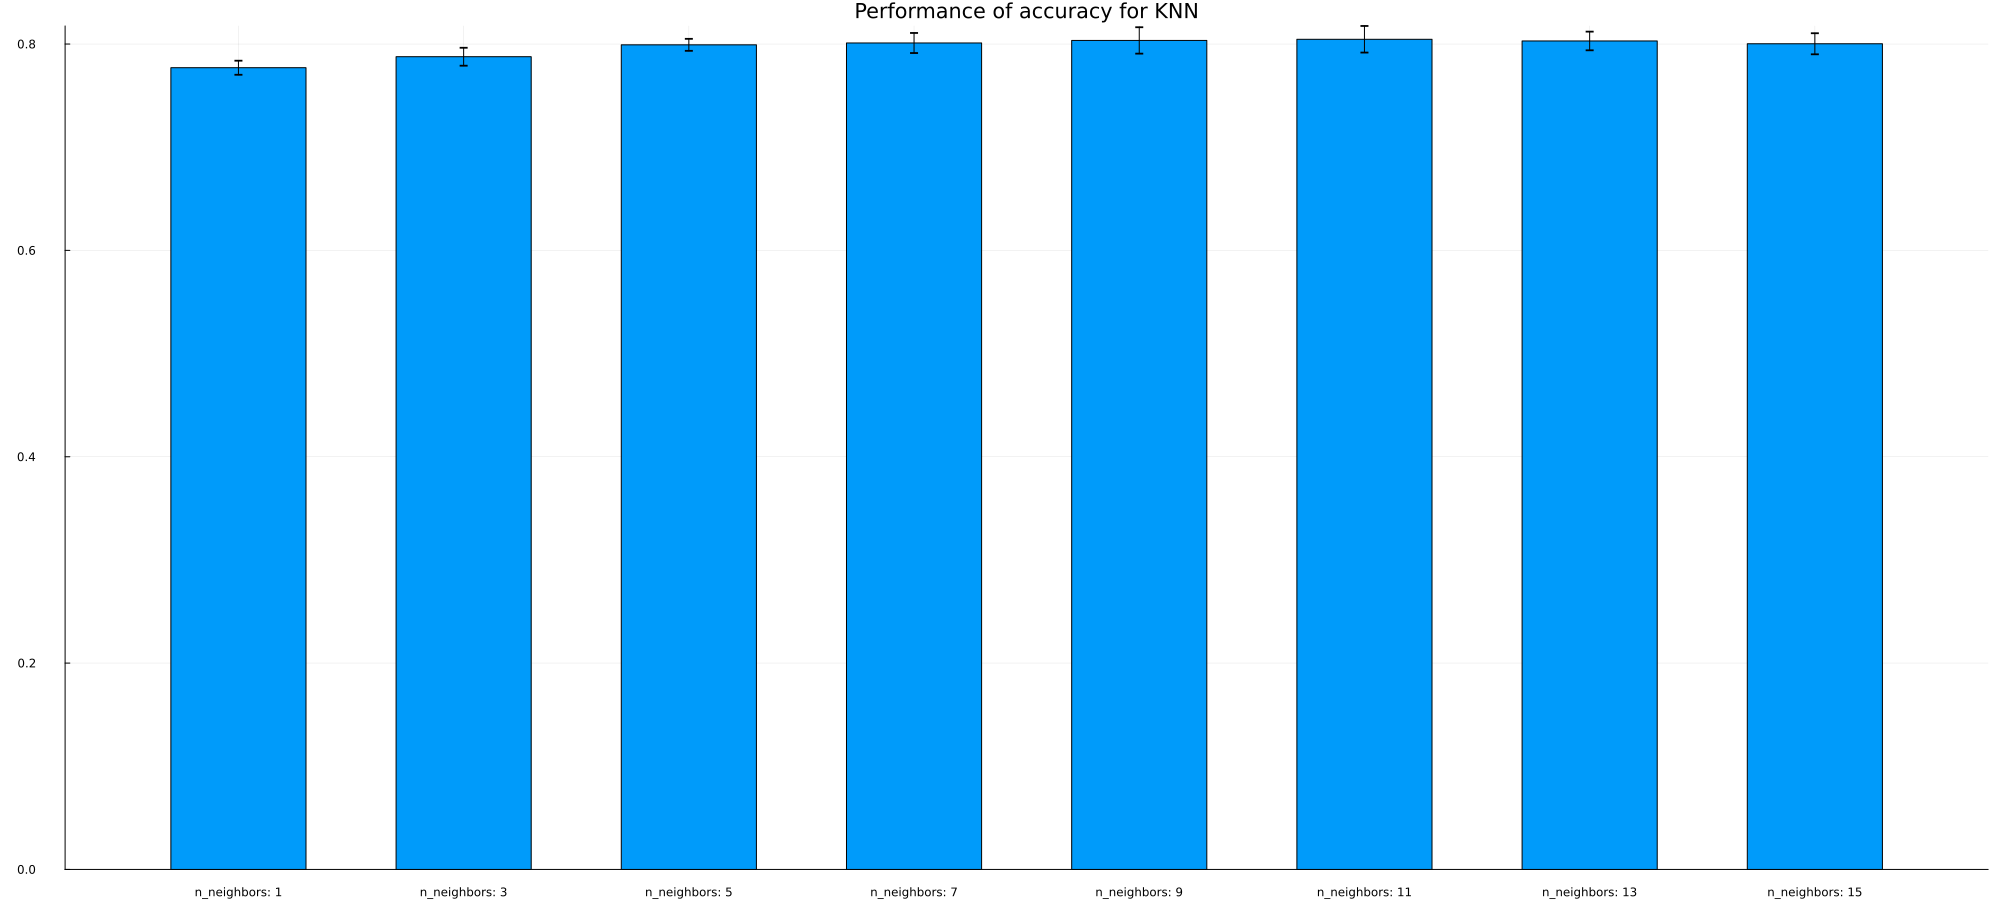 Performance of accuracy for KNN
0.8
0.6
0.4
0.2
0.0
n_neighbors: 1
n_neighbors: 3
n_neighbors: 5
n_neighbors: 7
n_neighbors: 9
n_neighbors: 11
n_neighbors: 13
n_neighbors: 15